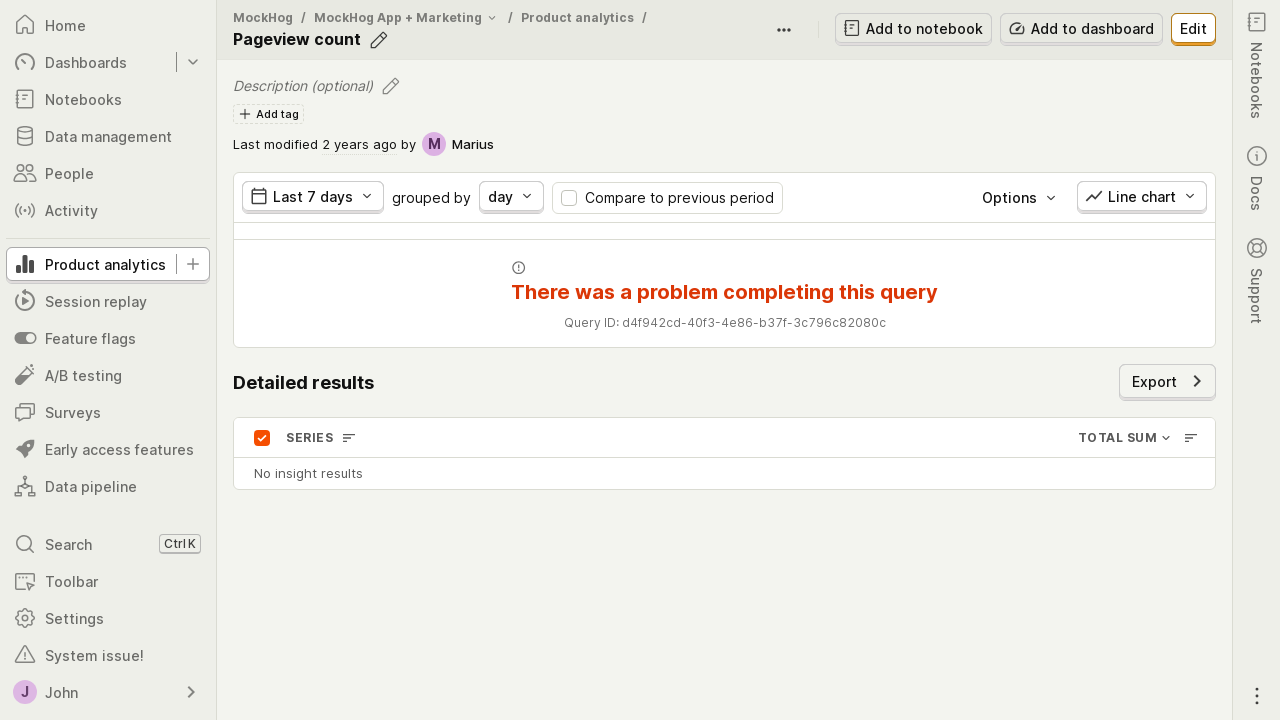 Home
Dashboards
Notebooks
Data management
People
Activity
Product analytics
Session replay
Feature flags
A/B testing
Surveys
Early access features
Data pipeline
Search Ctrl K
Toolbar
Settings
System issue!
J John
MockHog / MockHog App + Marketing / Product analytics /
Pageview count
Add to notebook
Add to dashboard
Edit
Description (optional)
Add tag
Last modified 2 years ago by M Marius
Last 7 days grouped by day Compare to previous period Options Line chart
There was a problem completing this query
Query ID: d4f942cd-40f3-4e86-b37f-3c796c82080c
Detailed results
Export
SERIES TOTAL SUM
No insight results
Notebooks
Docs
Support